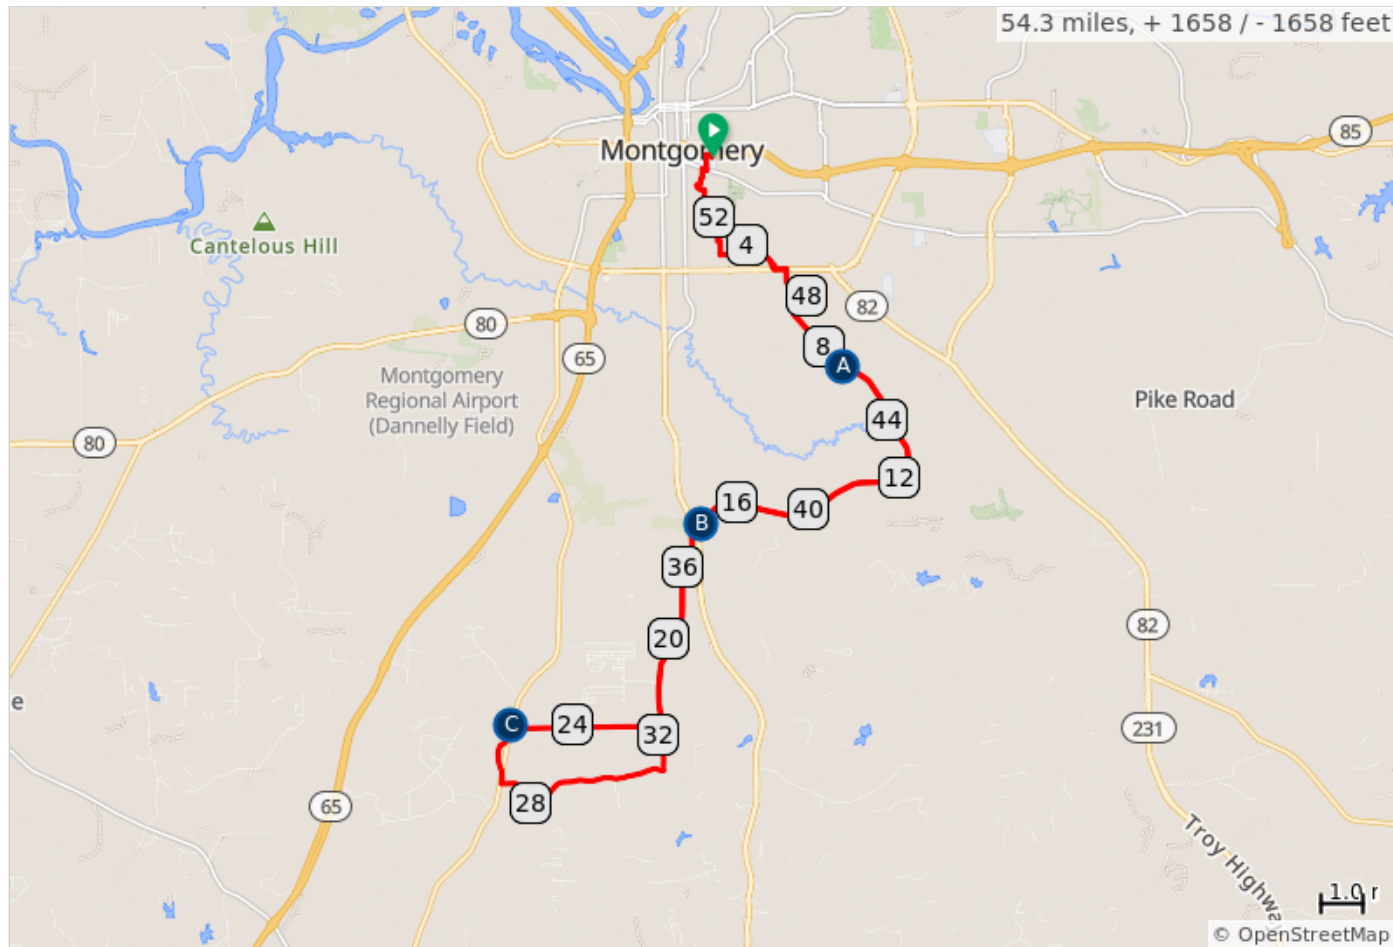 54.3 miles, + 1658 / - 1658 feet
85
Montgomery
52
4
Cantelous Hill
48
82
80
8
A
65
Montgomery
Regional Airport
(Dannelly Field)
Pike Road
44
80
12
16
40
B
36
20
82
e
C
24
32
231
28
65
Troy Highwa
1.0 r
© OpenStreetMap